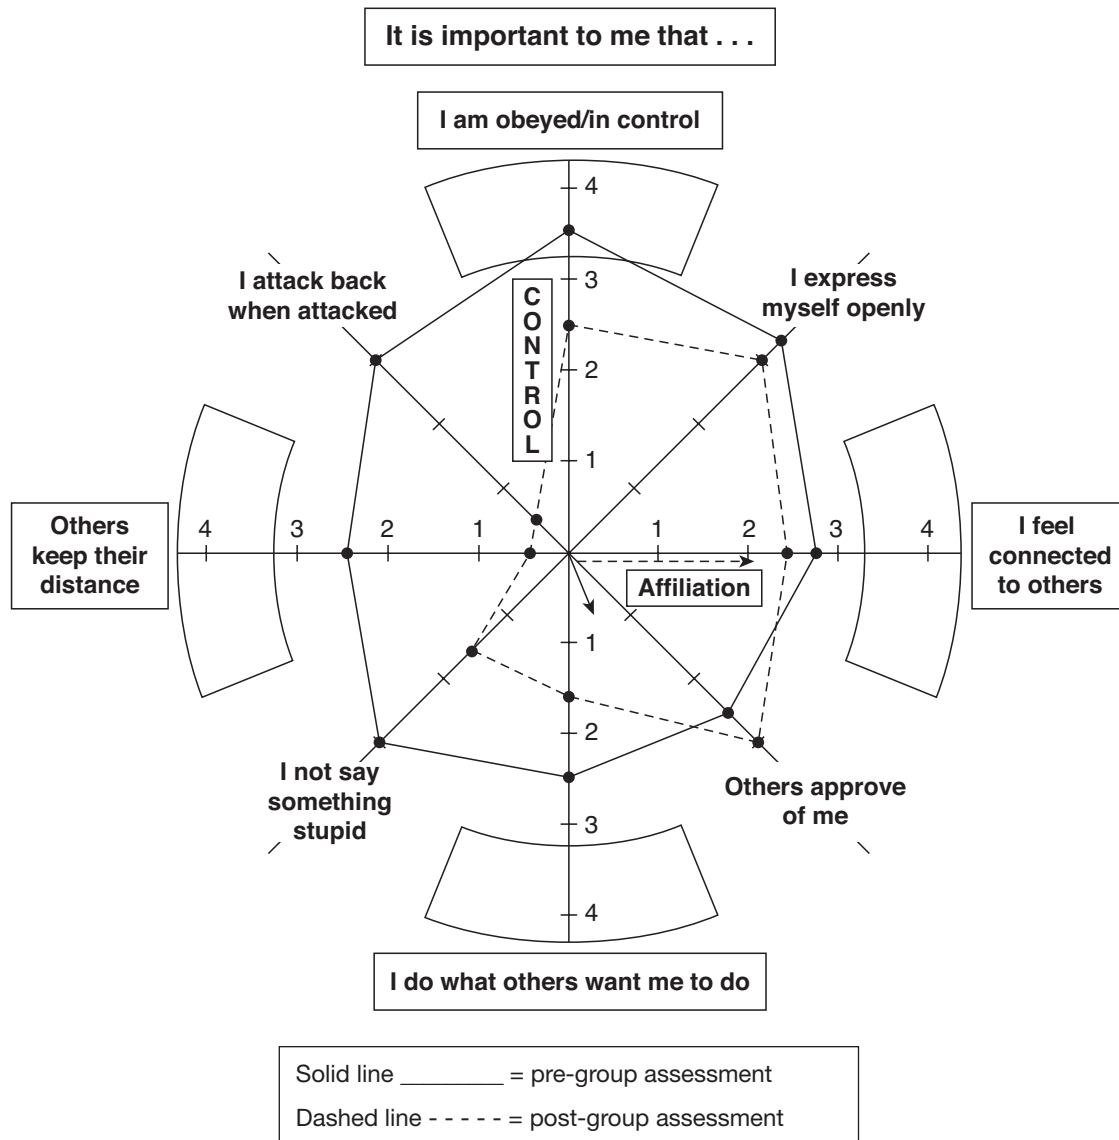 It is important to me that . . .
I am obeyed/in control
4
I attack back
when attacked
3
I express
myself openly
CONTROL
2
1
Others
keep their
distance
4
3
2
1
1
2
3
4
I feel
connected
to others
Affiliation
1
2
I not say
something
stupid
Others approve
of me
3
4
I do what others want me to do
Solid line _________ = pre-group assessment
Dashed line - - - - - = post-group assessment